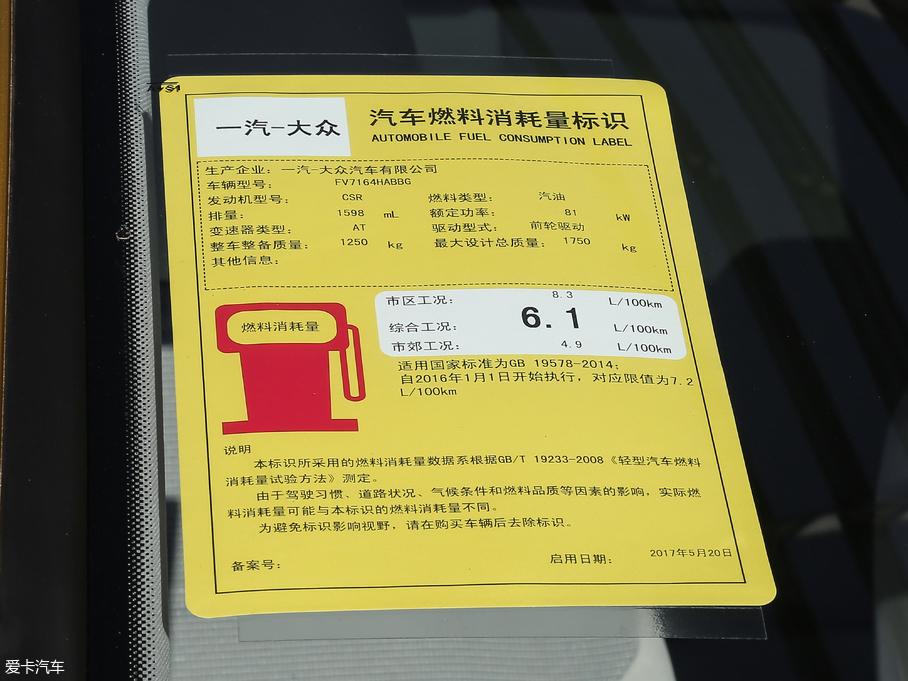 一汽-大众
汽车燃料消耗量标识
AUTOMOBILE FUEL CONSUMPTION LABEL
生产企业: 一汽-大众汽车有限公司
车辆型号: FV7164HABBG
发动机型号: CSR 燃料类型: 汽油
排量: 1598 mL 额定功率: 81 kW
变速器类型: AT 驱动型式: 前轮驱动
整车整备质量: 1250 kg 最大设计总质量: 1750 kg
其他信息:
燃料消耗量
市区工况: 8.3 L/100km
综合工况: 6.1 L/100km
市郊工况: 4.9 L/100km
适用国家标准为GB 19578-2014;
自2016年1月1日开始执行，对应限值为7.2
L/100km
说明
本标识所采用的燃料消耗量数据系根据GB/T 19233-2008《轻型汽车燃料
消耗量试验方法》测定。
由于驾驶习惯、道路状况、气候条件和燃料品质等因素的影响，实际燃
料消耗量可能与本标识的燃料消耗量不同。
为避免标识影响视野，请在购买车辆后去除标识。
备案号: 启用日期: 2017年5月20日
爱卡汽车